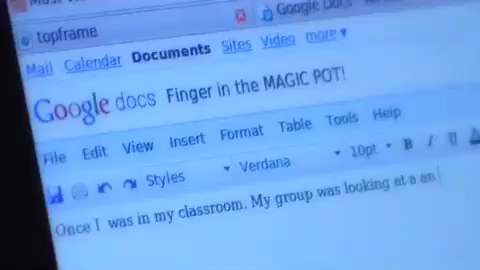 topframe Google Docs
Mail Calendar Documents Sites Video more ▼
Google docs Finger in the MAGIC POT!
File Edit View Insert Format Table Tools Help
Styles Verdana 10pt B I U A
Once I was in my classroom. My group was looking at a an